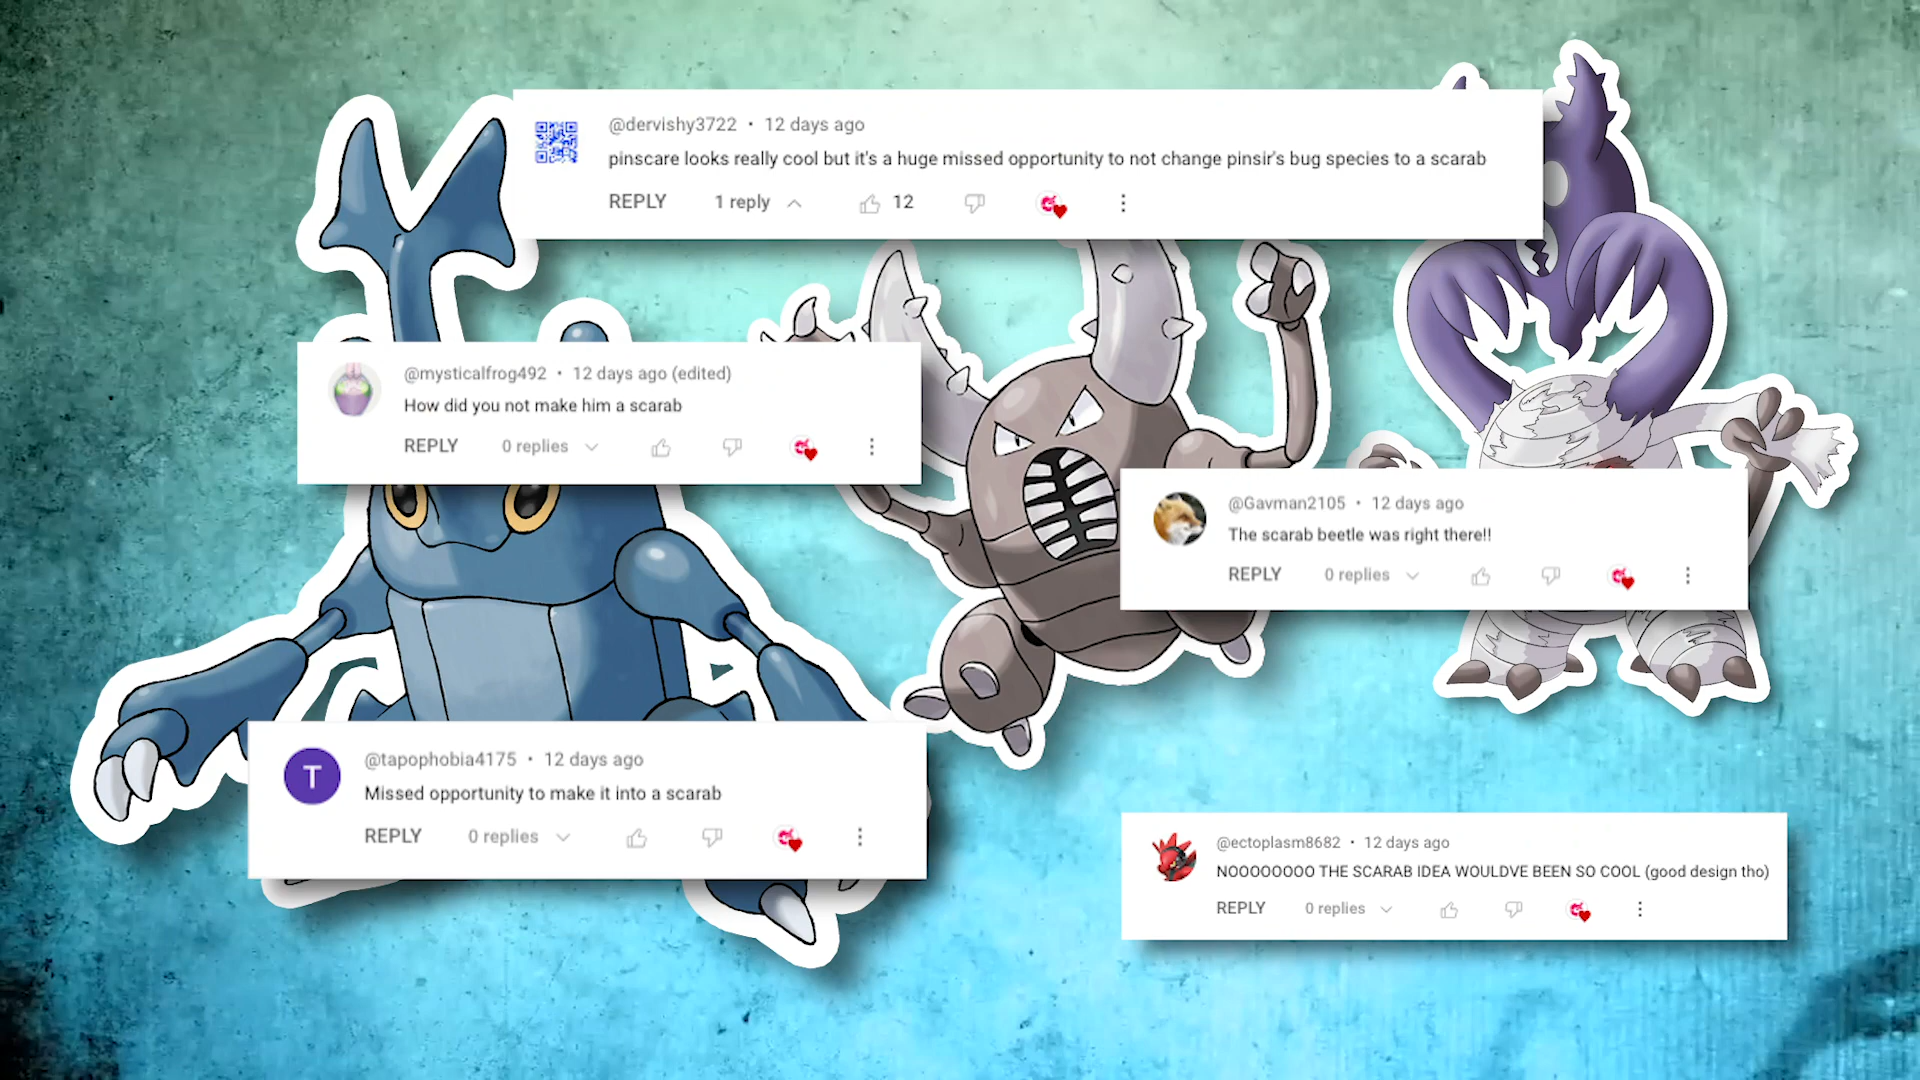 @dervishy3722 • 12 days ago
pinscare looks really cool but it's a huge missed opportunity to not change pinsir's bug species to a scarab
REPLY 1 reply 12
@mysticalfrog492 • 12 days ago (edited)
How did you not make him a scarab
REPLY 0 replies
@Gavman2105 • 12 days ago
The scarab beetle was right there!!
REPLY 0 replies
@tapophobia4175 • 12 days ago
Missed opportunity to make it into a scarab
REPLY 0 replies
T
@ectoplasm8682 • 12 days ago
NOOOOOOOO THE SCARAB IDEA WOULDVE BEEN SO COOL (good design tho)
REPLY 0 replies